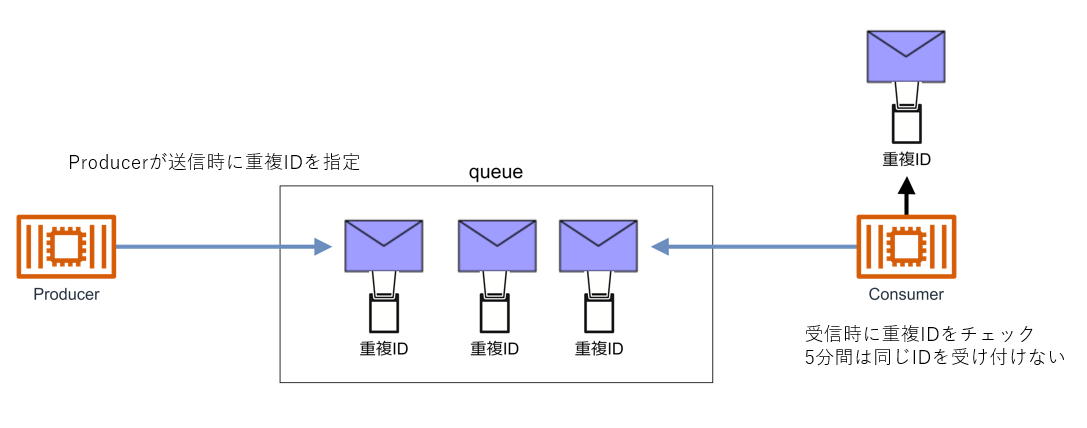 重複ID
Producerが送信時に重複IDを指定
queue
Producer
重複ID
重複ID
重複ID
Consumer
受信時に重複IDをチェック
5分間は同じIDを受け付けない